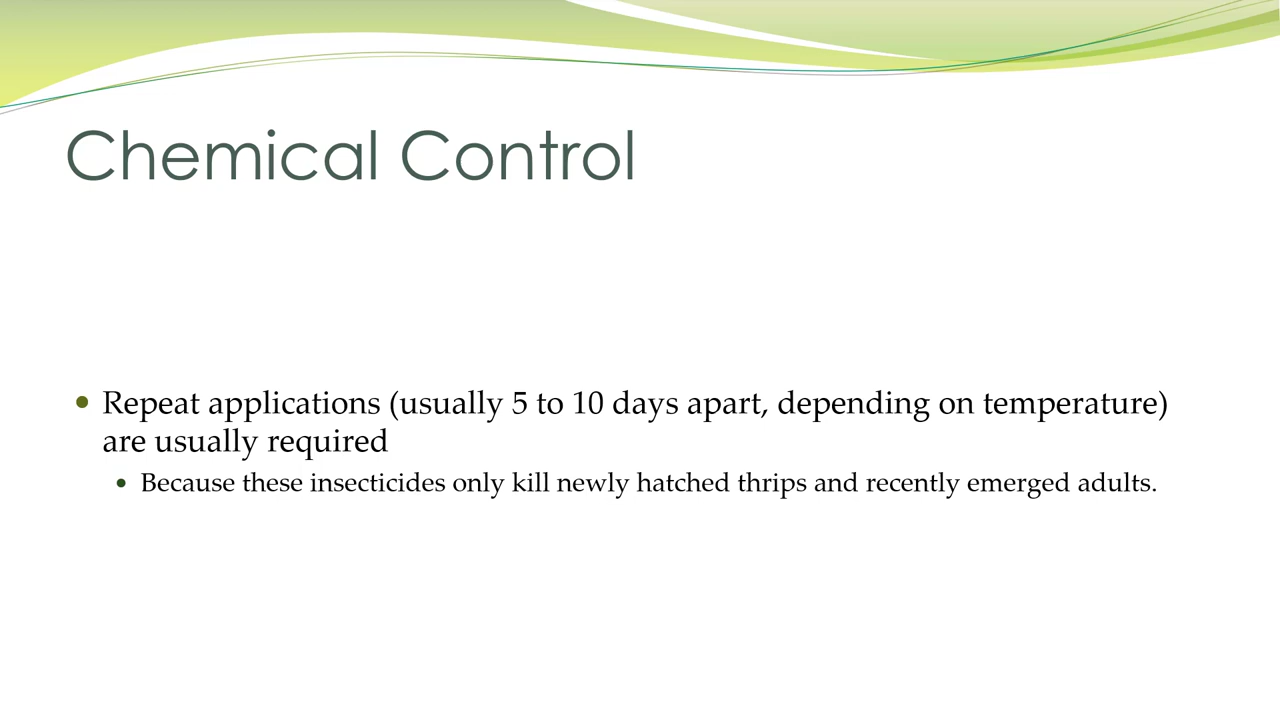 Chemical Control
• Repeat applications (usually 5 to 10 days apart, depending on temperature)
are usually required
• Because these insecticides only kill newly hatched thrips and recently emerged adults.